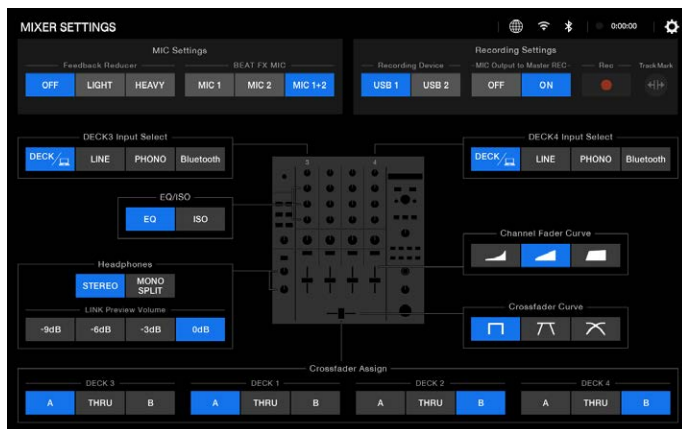 MIXER SETTINGS
0:00:00
MIC Settings
Feedback Reducer
BEAT FX MIC
OFF LIGHT HEAVY MIC 1 MIC 2 MIC 1+2
Recording Settings
Recording Device
MIC Output to Master REC
Rec
Track Mark
USB 1 USB 2 OFF ON
DECK3 Input Select
DECK/ LINE PHONO Bluetooth
DECK4 Input Select
DECK/ LINE PHONO Bluetooth
3 4
EQ/ISO
EQ ISO
Channel Fader Curve
Headphones
STEREO MONO
SPLIT
LINK Preview Volume
-9dB -6dB -3dB 0dB
Crossfader Curve
Crossfader Assign
DECK 3 DECK 1 DECK 2 DECK 4
A THRU B A THRU B A THRU B A THRU B